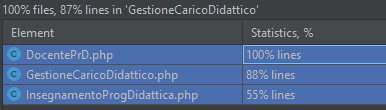 100% files, 87% lines in 'GestioneCaricoDidattico'
Element Statistics, %
DocentePrD.php 100% lines
GestioneCaricoDidattico.php 88% lines
InsegnamentoProgDidattica.php 55% lines